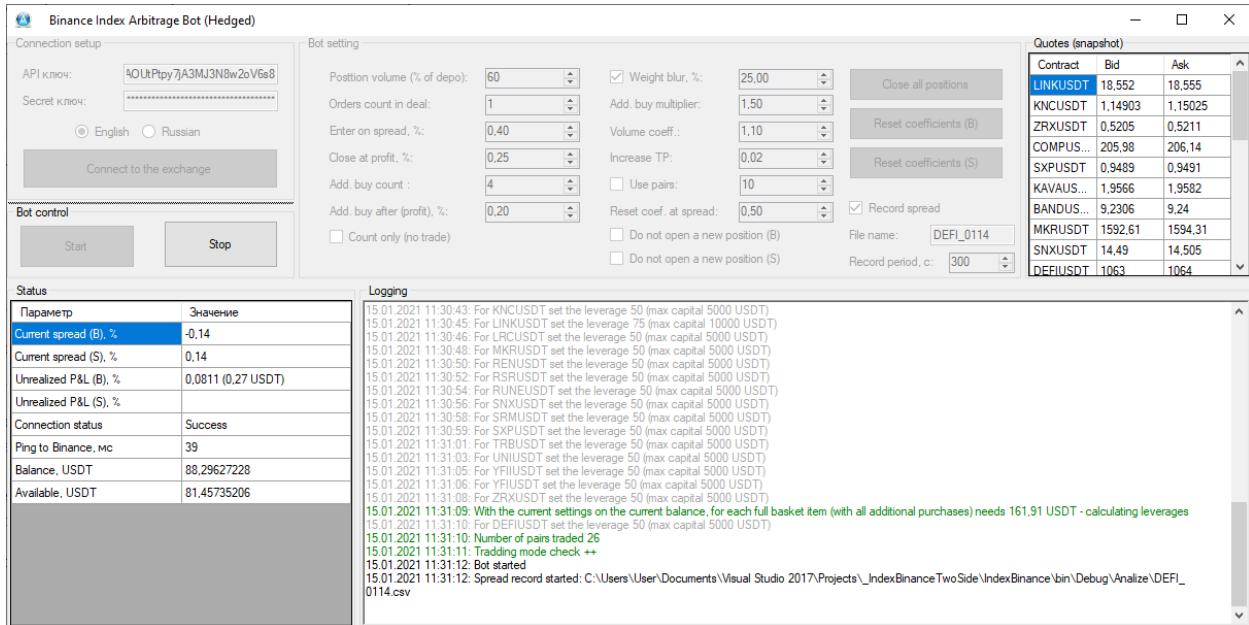 Binance Index Arbitrage Bot (Hedged)
Connection setup
API ключ:
Secret ключ: ************************************
English Russian
Connect to the exchange
Bot control
Start Stop
Bot setting
Posttion volume (% of depo): 60
Orders count in deal: 1
Enter on spread, %: 0,40
Close at profit, %: 0,25
Add. buy count : 4
Add. buy after (profit), %: 0,20
Count only (no trade)
Weight blur, %: 25,00
Add. buy multiplier: 1,50
Volume coeff.: 1,10
Increase TP: 0,02
Use pairs: 10
Reset coef. at spread: 0,50
Do not open a new position (B)
Do not open a new position (S)
Close all positions
Reset coefficients (B)
Reset coefficients (S)
Record spread
File name: DEFI_0114
Record period, c: 300
Quotes (snapshot)
Contract Bid Ask
LINKUSDT 18,552 18,555
KNCUSDT 1,14903 1,15025
ZRXUSDT 0,5205 0,5211
COMPUS... 205,98 206,14
SXPUSDT 0,9489 0,9491
KAVAUS... 1,9566 1,9582
BANDUS... 9,2306 9,24
MKRUSDT 1592,61 1594,31
SNXUSDT 14,49 14,505
DEFIUSDT 1063 1064
Status
Параметр Значение
Current spread (B), % -0,14
Current spread (S), % 0,14
Unrealized P&L (B), % 0,0811 (0,27 USDT)
Unrealized P&L (S), %
Connection status Success
Ping to Binance, мс 39
Balance, USDT 88,29627228
Available, USDT 81,45735206
Logging
15.01.2021 11:30:43: For KNCUSDT set the leverage 50 (max capital 5000 USDT)
15.01.2021 11:30:45: For LINKUSDT set the leverage 75 (max capital 10000 USDT)
15.01.2021 11:30:46: For LRCUSDT set the leverage 50 (max capital 5000 USDT)
15.01.2021 11:30:48: For MKRUSDT set the leverage 50 (max capital 5000 USDT)
15.01.2021 11:30:50: For RENUSDT set the leverage 50 (max capital 5000 USDT)
15.01.2021 11:30:52: For RSRUSDT set the leverage 50 (max capital 5000 USDT)
15.01.2021 11:30:54: For RUNEUSDT set the leverage 50 (max capital 5000 USDT)
15.01.2021 11:30:56: For SNXUSDT set the leverage 50 (max capital 5000 USDT)
15.01.2021 11:30:58: For SRMUSDT set the leverage 50 (max capital 5000 USDT)
15.01.2021 11:30:59: For SXPUSDT set the leverage 50 (max capital 5000 USDT)
15.01.2021 11:31:01: For TRBUSDT set the leverage 50 (max capital 5000 USDT)
15.01.2021 11:31:03: For UNIUSDT set the leverage 50 (max capital 5000 USDT)
15.01.2021 11:31:05: For YFIIUSDT set the leverage 50 (max capital 5000 USDT)
15.01.2021 11:31:06: For YFIUSDT set the leverage 50 (max capital 5000 USDT)
15.01.2021 11:31:08: For ZRXUSDT set the leverage 50 (max capital 5000 USDT)
15.01.2021 11:31:09: With the current settings on the current balance, for each full basket item (with all additional purchases) needs 161,91 USDT - calculating leverages
15.01.2021 11:31:10: For DEFIUSDT set the leverage 50 (max capital 5000 USDT)
15.01.2021 11:31:10: Number of pairs traded 26
15.01.2021 11:31:11: Tradding mode check ++
15.01.2021 11:31:12: Bot started
15.01.2021 11:31:12: Spread record started: C:\Users\User\Documents\Visual Studio 2017\Projects\_IndexBinanceTwoSide\IndexBinance\bin\Debug\Analize\DEFI_
0114.csv